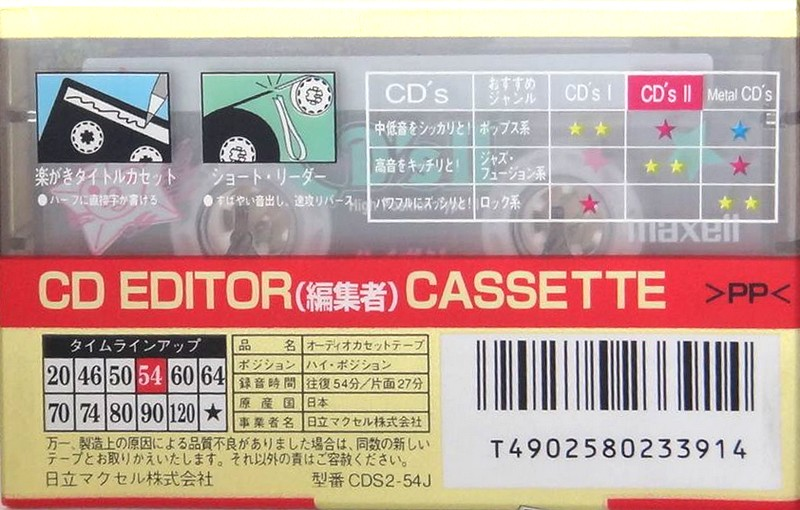 楽がきタイトルカセット
●ハーフに直接字が書ける
ショート・リーダー
●すばやい音出し、速攻リバース
CD's おすすめジャンル CD's I CD's II Metal CD's
中低音をシッカリと! ポップス系 ★★ ★ ★
高音をキッチリと! ジャズ・フュージョン系 ★★ ★
パワフルにズッシリと! ロック系 ★ ★★
maxell
CD EDITOR(編集者) CASSETTE >PP<
タイムラインアップ
20 46 50 54 60 64
70 74 80 90 120 ★
品名 オーディオカセットテープ
ポジション ハイ・ポジション
録音時間 往復54分/片面27分
原産国 日本
事業者名 日立マクセル株式会社
万一、製造上の原因による品質不良がありました場合は、同数の新しい
テープとお取りかえいたします。それ以外の責はご容赦ください。
日立マクセル株式会社 型番 CDS2-54J
T4902580233914